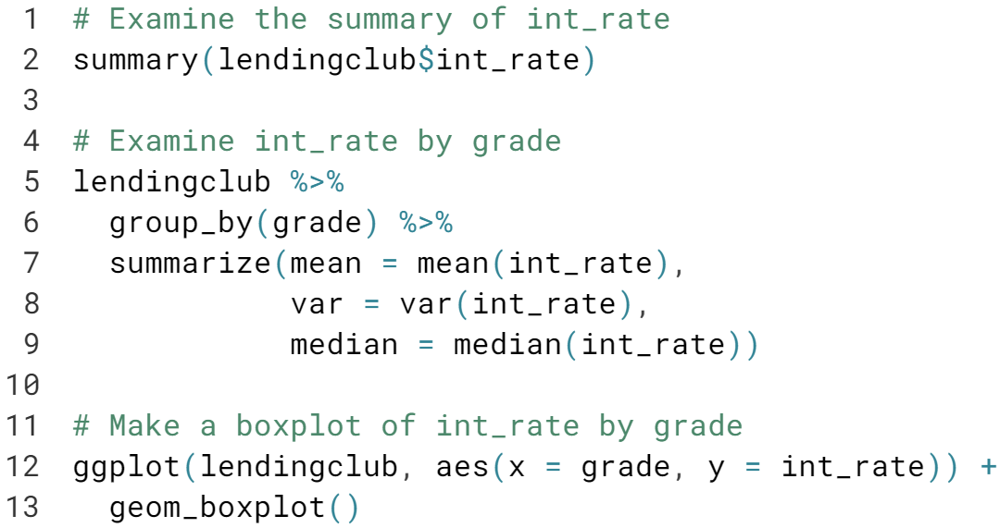 1 # Examine the summary of int_rate
2 summary(lendingclub$int_rate)
3
4 # Examine int_rate by grade
5 lendingclub %>%
6   group_by(grade) %>%
7   summarize(mean = mean(int_rate),
8             var = var(int_rate),
9             median = median(int_rate))
10
11 # Make a boxplot of int_rate by grade
12 ggplot(lendingclub, aes(x = grade, y = int_rate)) +
13   geom_boxplot()